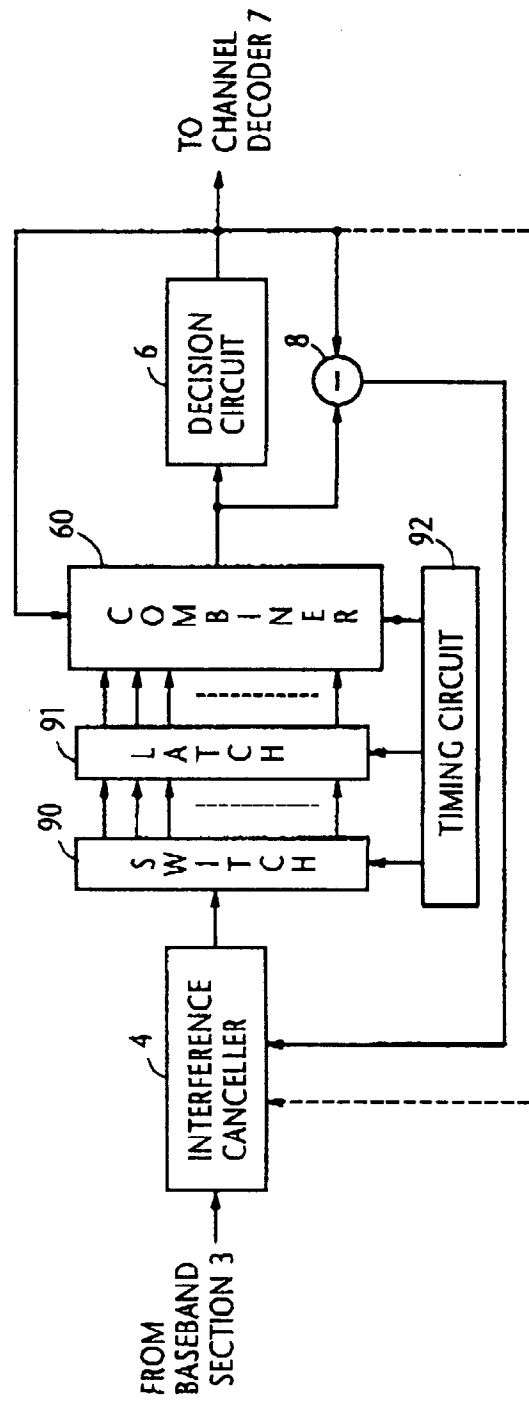 FROM
BASEBAND
SECTION 3
4
INTERFERENCE
CANCELLER
90
SWITCH
91
LATCH
60
COMBINER
6
DECISION
CIRCUIT
8
−
92
TIMING CIRCUIT
TO
CHANNEL
DECODER 7